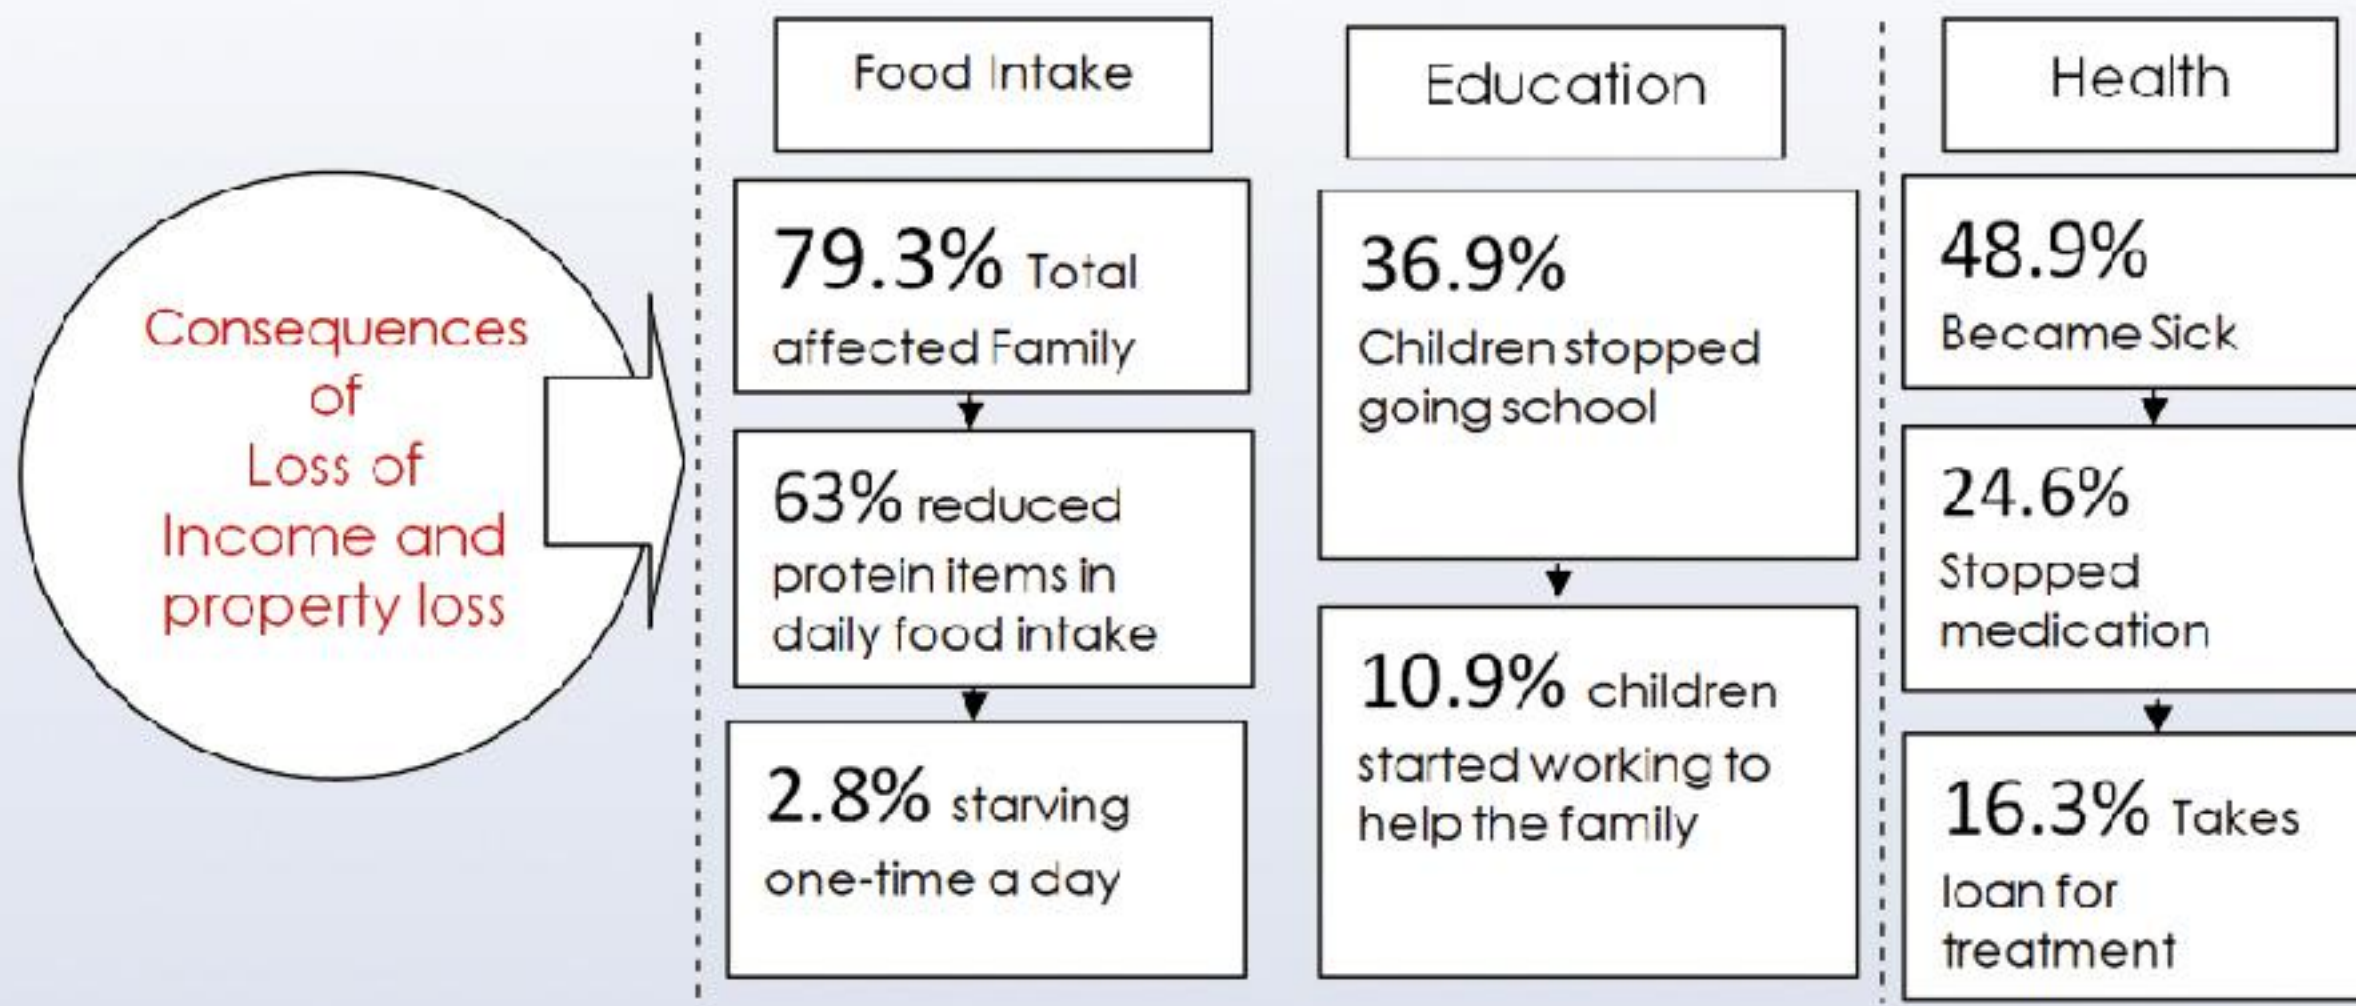 Consequences
of
Loss of
Income and
property loss
Food Intake
79.3% Total
affected Family
63% reduced
protein items in
daily food intake
2.8% starving
one-time a day
Education
36.9%
Children stopped
going school
10.9% children
started working to
help the family
Health
48.9%
Became Sick
24.6%
Stopped
medication
16.3% Takes
loan for
treatment